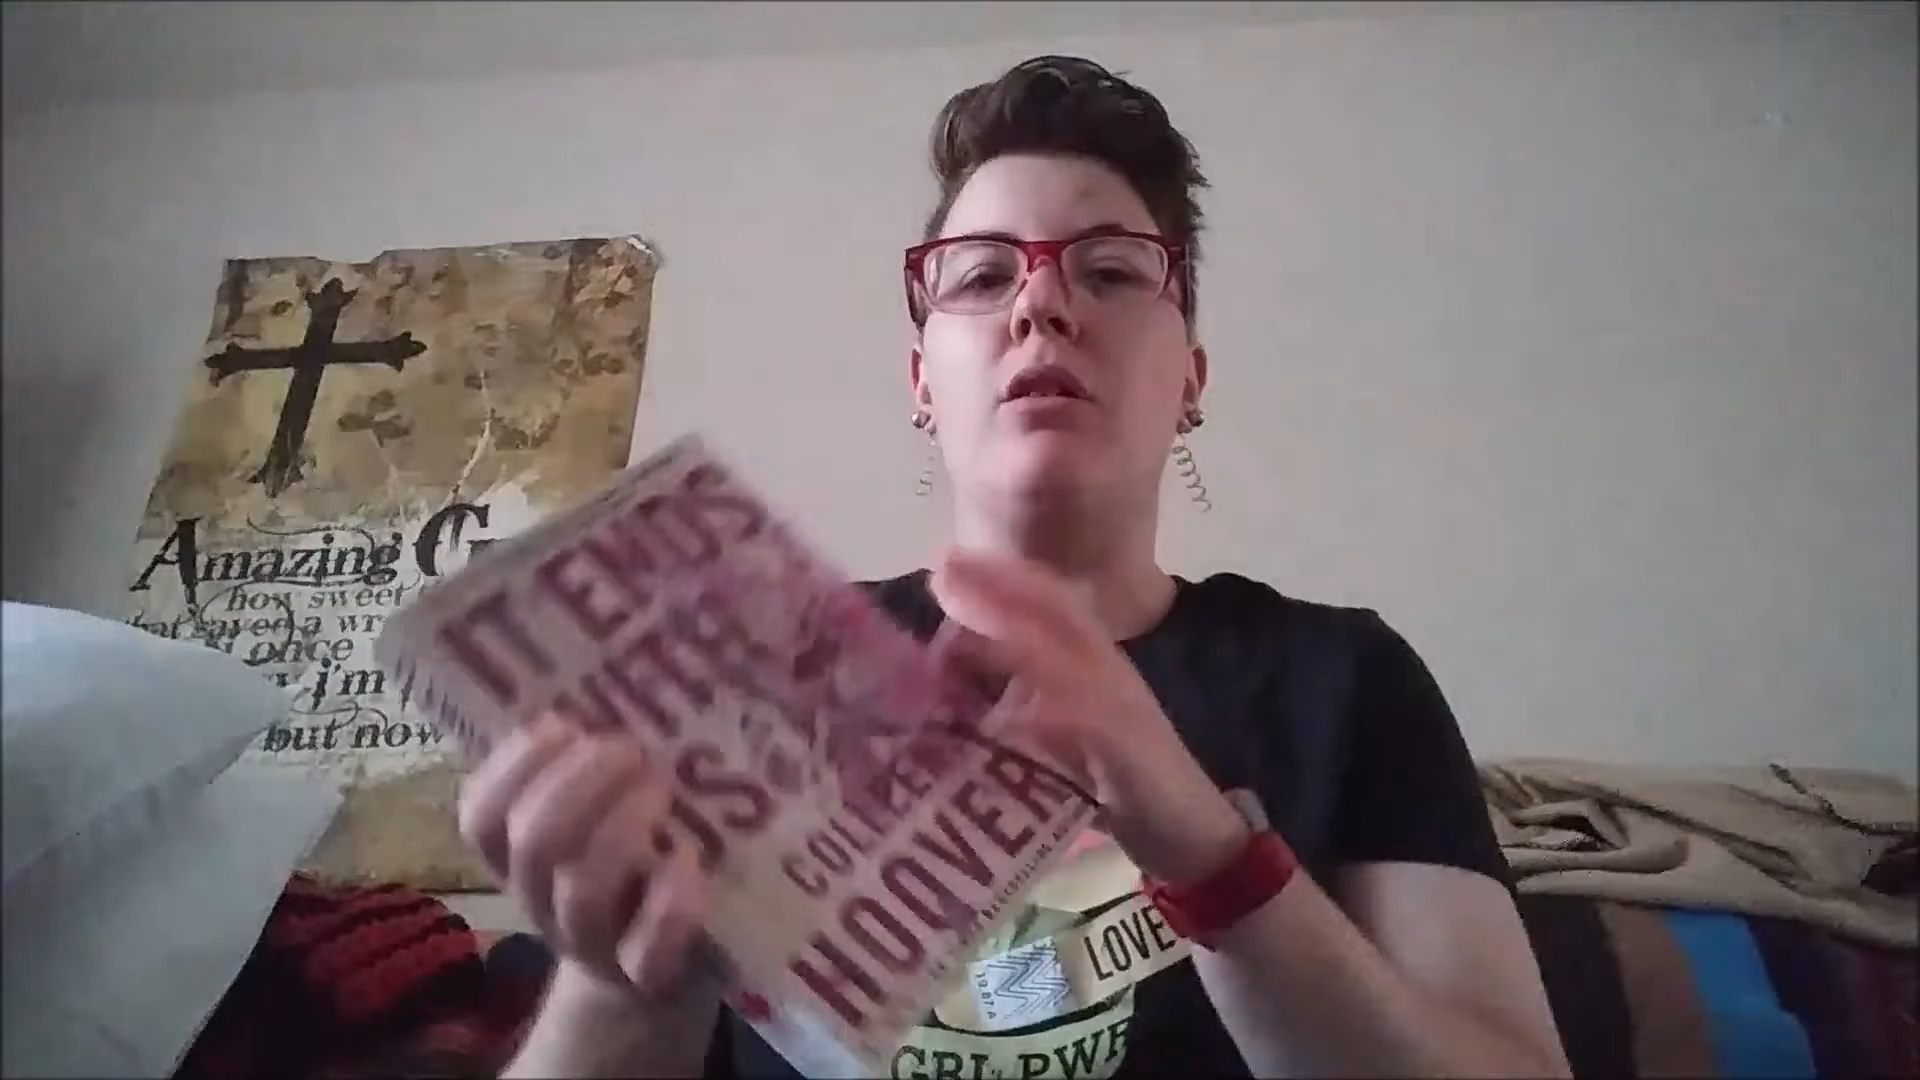 Amazing
how sweet
a
once
i'm
but now
IT ENDS
WITH
US
COLLEEN
HOOVER
LOVE
GRL PWR